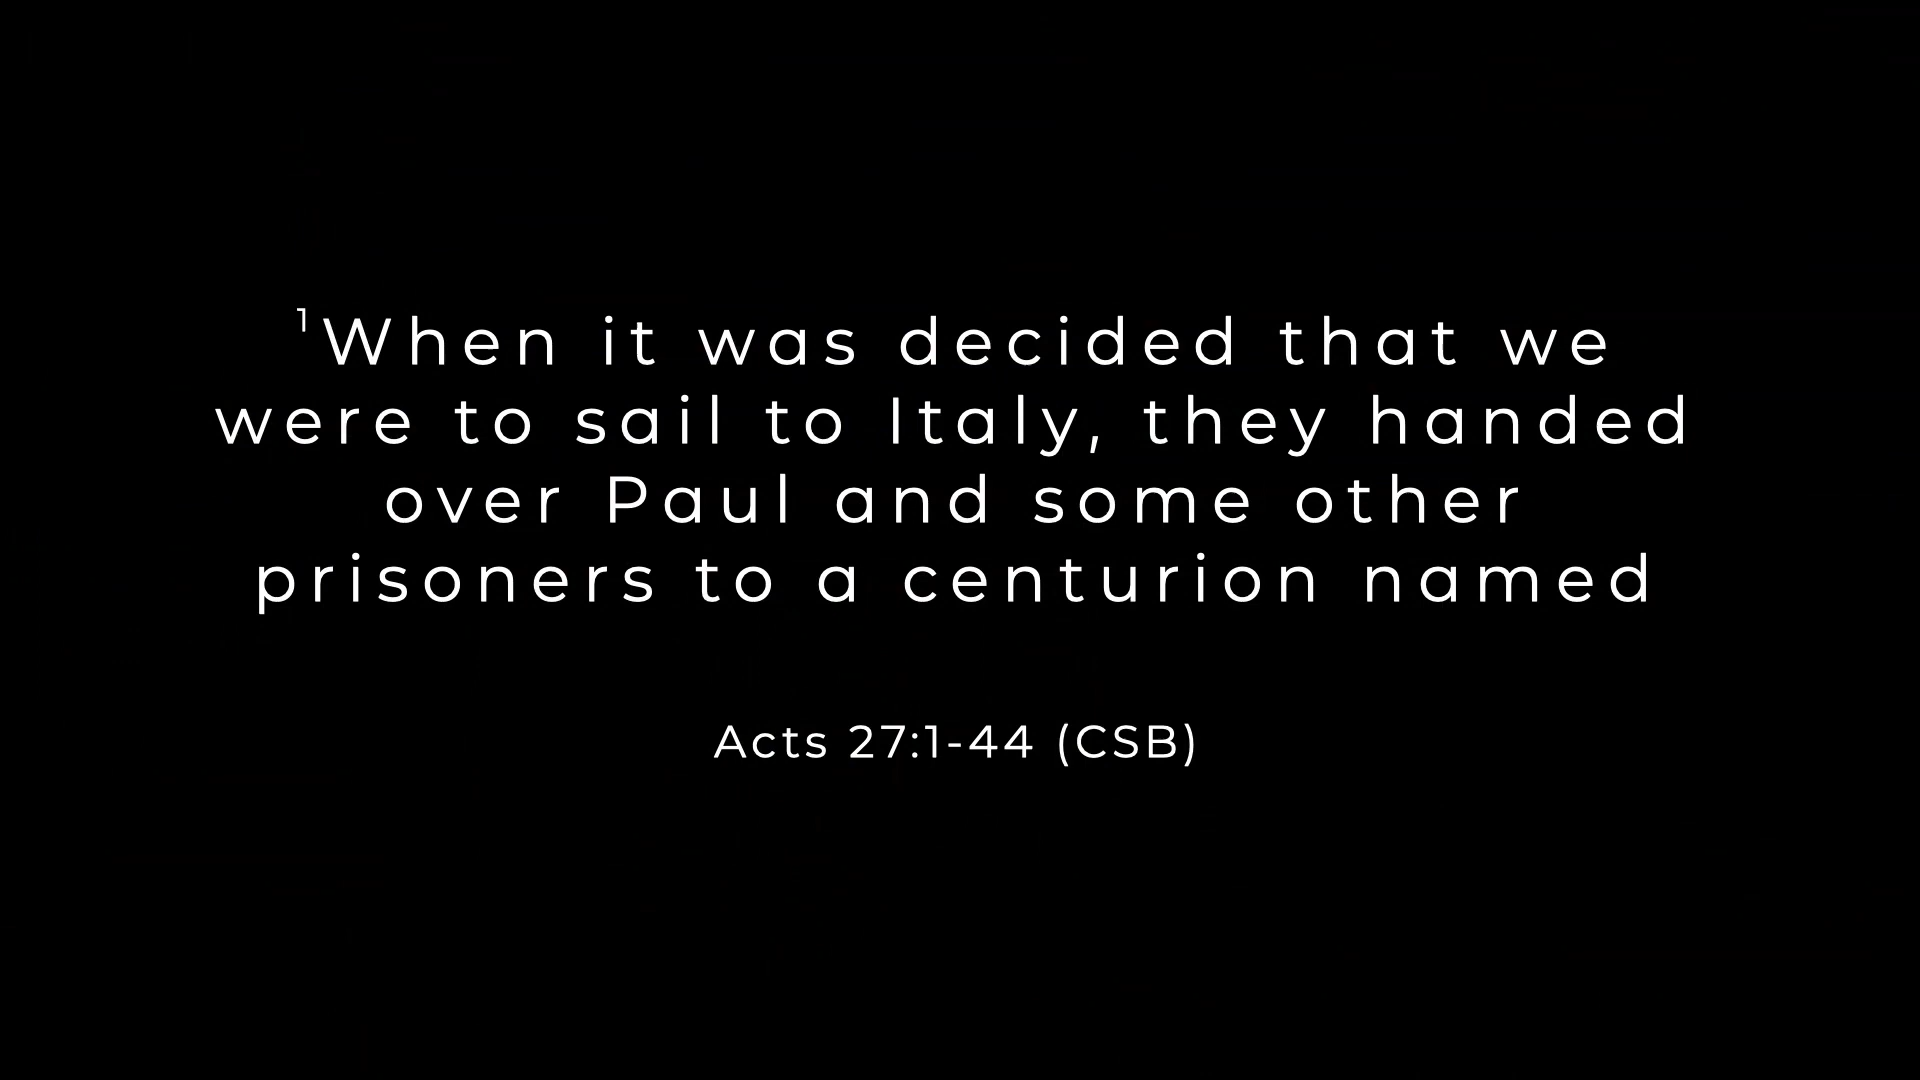 ¹When it was decided that we
were to sail to Italy, they handed
over Paul and some other
prisoners to a centurion named
Acts 27:1-44 (CSB)